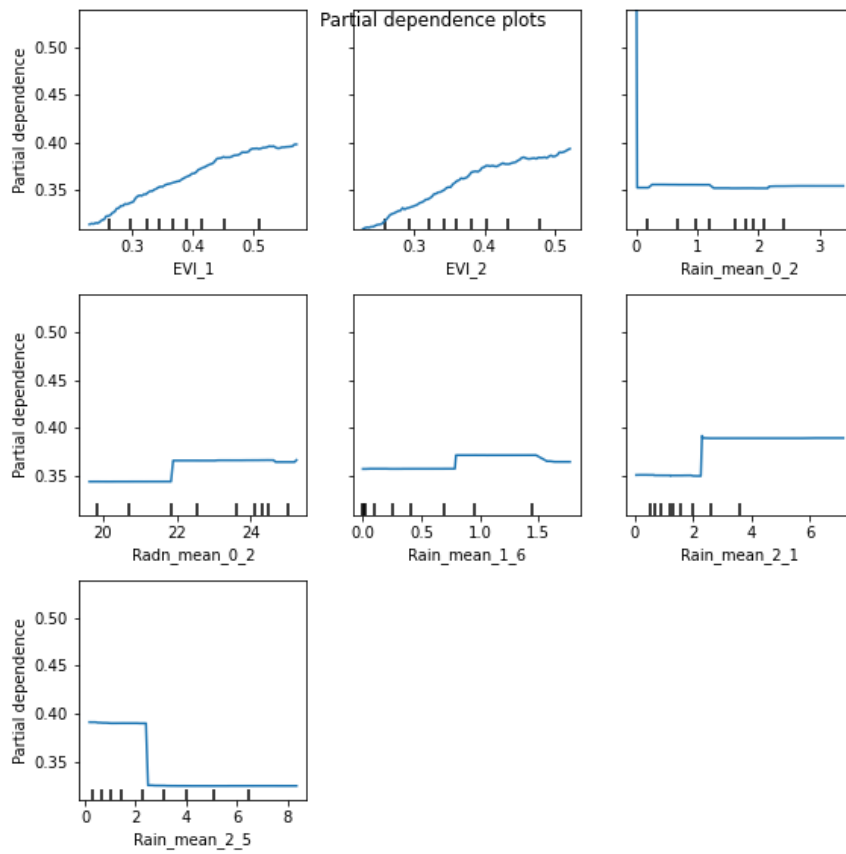 Partial dependence plots
Partial dependence
0.50
0.45
0.40
0.35
0.3 0.4 0.5
EVI_1
0.3 0.4 0.5
EVI_2
0 1 2 3
Rain_mean_0_2
Partial dependence
0.50
0.45
0.40
0.35
20 22 24
Radn_mean_0_2
0.0 0.5 1.0 1.5
Rain_mean_1_6
0 2 4 6
Rain_mean_2_1
Partial dependence
0.50
0.45
0.40
0.35
0 2 4 6 8
Rain_mean_2_5